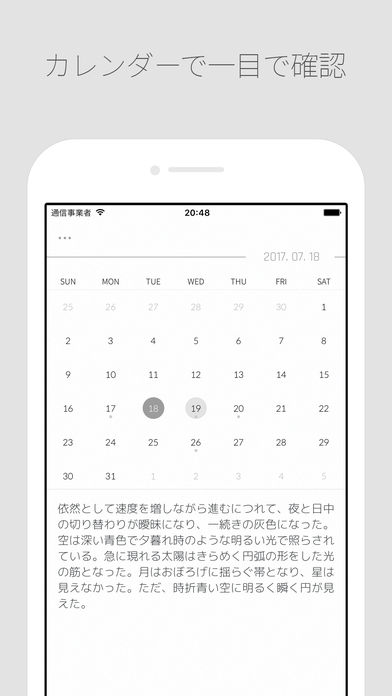 カレンダーで一目で確認
通信事業者 20:48
...
2017. 07. 18
SUN MON TUE WED THU FRI SAT
25 26 27 28 29 30 1
2 3 4 5 6 7 8
9 10 11 12 13 14 15
16 17 18 19 20 21 22
23 24 25 26 27 28 29
30 31 1 2 3 4 5
依然として速度を増しながら進むにつれて、夜と日中
の切り替わりが曖昧になり、一続きの灰色になった。
空は深い青色で夕暮れ時のような明るい光で照らされ
ている。急に現れる太陽はきらめく円弧の形をした光
の筋となった。月はおぼろげに揺らぐ帯となり、星は
見えなかった。ただ、時折青い空に明るく瞬く円が見
えた。